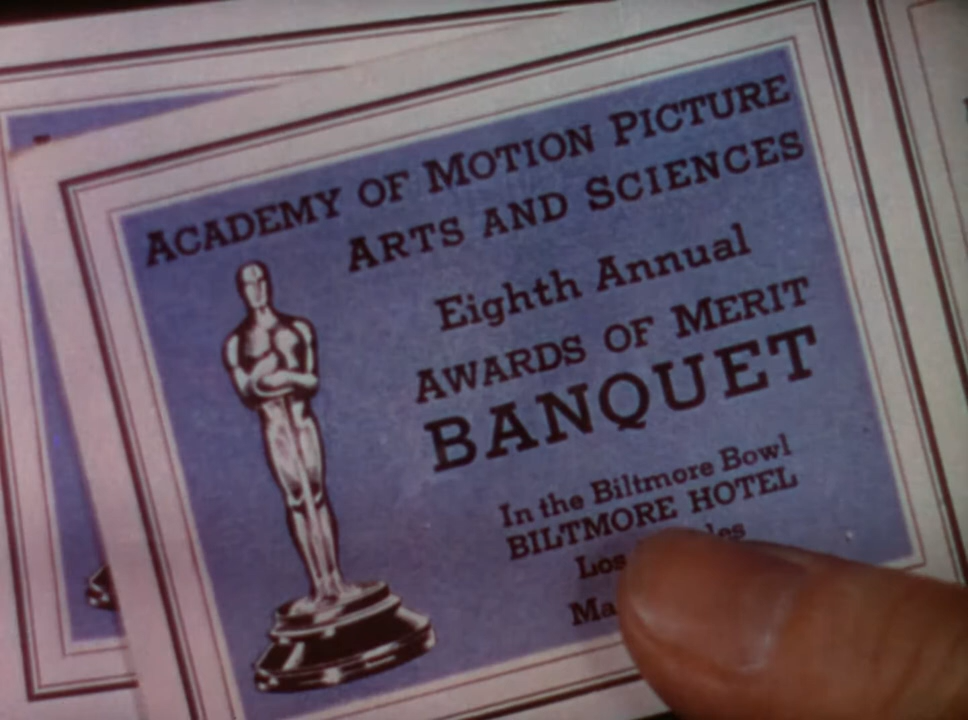 ACADEMY OF MOTION PICTURE
ARTS AND SCIENCES
Eighth Annual
AWARDS OF MERIT
BANQUET
In the Biltmore Bowl
BILTMORE HOTEL
Los